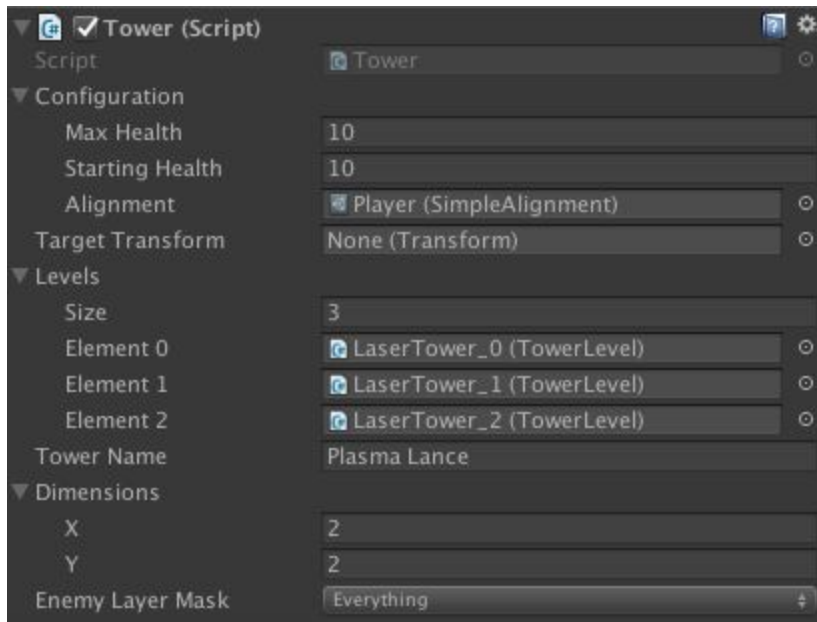 Tower (Script)
Script Tower
Configuration
Max Health 10
Starting Health 10
Alignment Player (SimpleAlignment)
Target Transform None (Transform)
Levels
Size 3
Element 0 LaserTower_0 (TowerLevel)
Element 1 LaserTower_1 (TowerLevel)
Element 2 LaserTower_2 (TowerLevel)
Tower Name Plasma Lance
Dimensions
X 2
Y 2
Enemy Layer Mask Everything